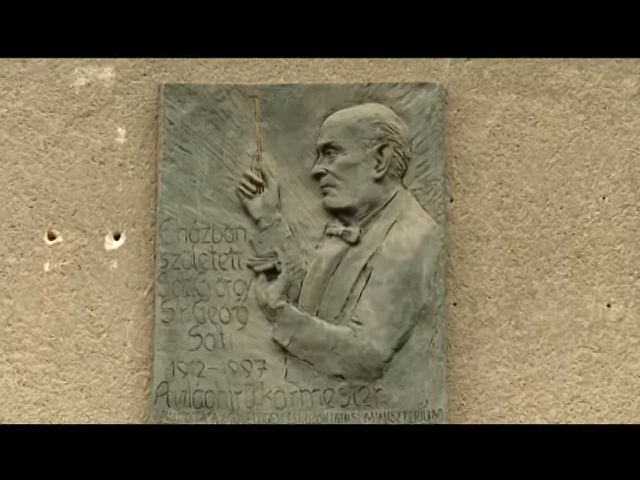 E házban
született
Solti György
Sir Georg
Solti
1912-1997
A világhírű karmester
MINISZTÉRIUM